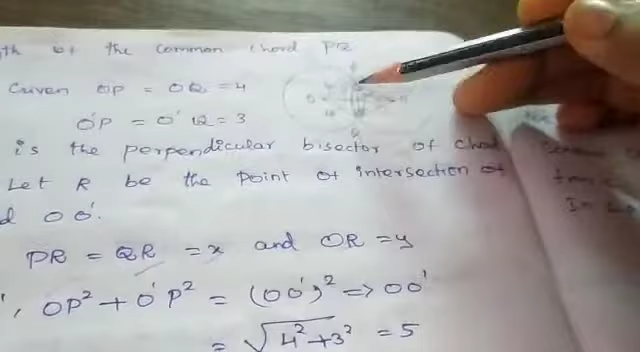 of the common chord PQ
Given OP = OQ = 4
O'P = O'Q = 3
is the perpendicular bisector of chord
Let R be the point of intersection of
OO'.
PR = QR = x and OR = y
OP² + O'P² = (OO')² => OO'
= √4²+3² = 5